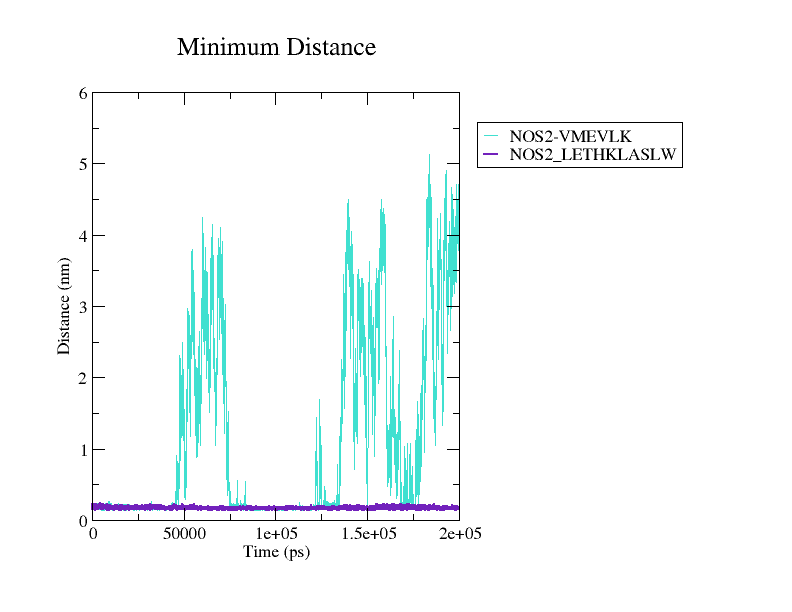 Minimum Distance
NOS2-VMEVLK
NOS2_LETHKLASLW
6
5
4
3
2
1
0
Distance (nm)
0 50000 1e+05 1.5e+05 2e+05
Time (ps)